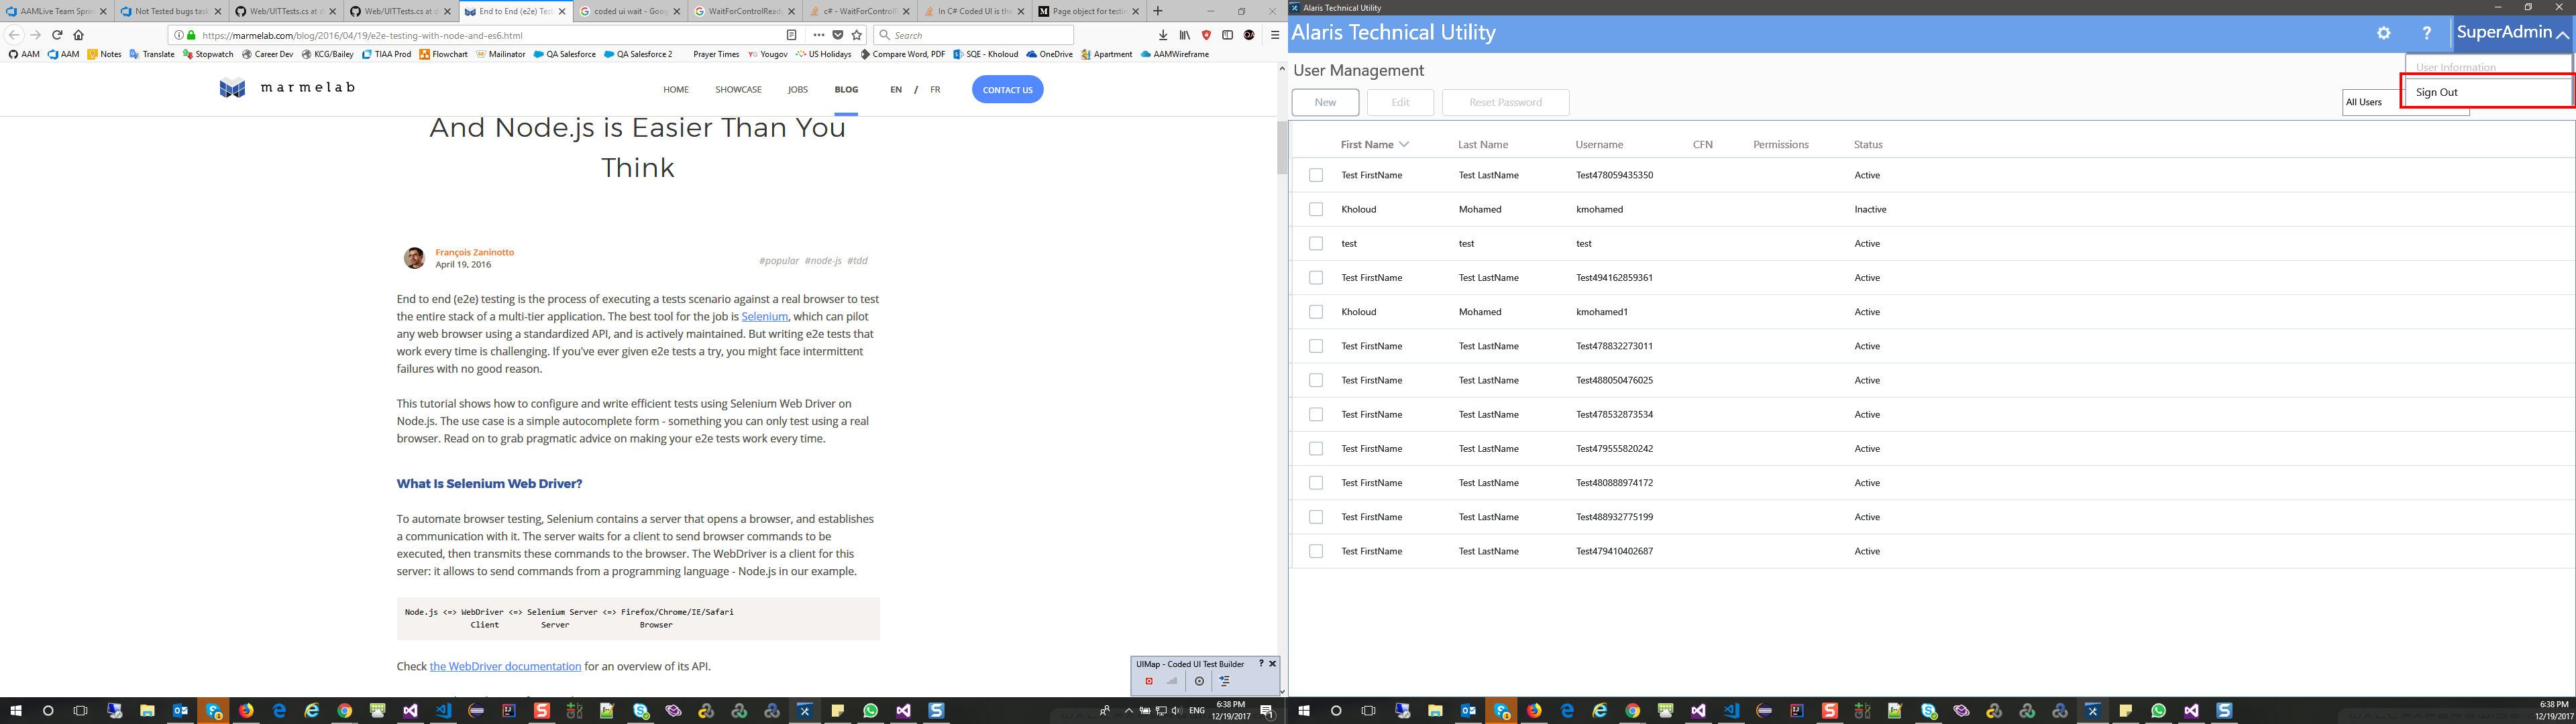 AAMLive Team Sprin
Not Tested bugs task
Web/UITTests.cs at d
Web/UITTests.cs at d
End to End (e2e) Tes
coded ui wait - Goog
WaitForControlReady
c# - WaitForControlR
In C# Coded UI is the
Page object for testin
https://marmelab.com/blog/2016/04/19/e2e-testing-with-node-and-es6.html
Search
AAM
AAM
Notes
Translate
Stopwatch
Career Dev
KCG/Bailey
TIAA Prod
Flowchart
Mailinator
QA Salesforce
QA Salesforce 2
Prayer Times
Yougov
US Holidays
Compare Word, PDF
SQE - Kholoud
OneDrive
Apartment
AAMWireframe
marmelab
HOME
SHOWCASE
JOBS
BLOG
EN / FR
CONTACT US
And Node.js is Easier Than You
Think
François Zaninotto
April 19, 2016
#popular #node-js #tdd
End to end (e2e) testing is the process of executing a tests scenario against a real browser to test
the entire stack of a multi-tier application. The best tool for the job is Selenium, which can pilot
any web browser using a standardized API, and is actively maintained. But writing e2e tests that
work every time is challenging. If you've ever given e2e tests a try, you might face intermittent
failures with no good reason.
This tutorial shows how to configure and write efficient tests using Selenium Web Driver on
Node.js. The use case is a simple autocomplete form - something you can only test using a real
browser. Read on to grab pragmatic advice on making your e2e tests work every time.
What Is Selenium Web Driver?
To automate browser testing, Selenium contains a server that opens a browser, and establishes
a communication with it. The server waits for a client to send browser commands to be
executed, then transmits these commands to the browser. The WebDriver is a client for this
server: it allows to send commands from a programming language - Node.js in our example.
Node.js <=> WebDriver <=> Selenium Server <=> Firefox/Chrome/IE/Safari
Client Server Browser
Check the WebDriver documentation for an overview of its API.
UIMap - Coded UI Test Builder ?
ENG
6:38 PM
12/19/2017
Alaris Technical Utility
Alaris Technical Utility
?
SuperAdmin
User Management
User Information
Sign Out
New
Edit
Reset Password
All Users
First Name Last Name Username CFN Permissions Status
Test FirstName Test LastName Test478059435350 Active
Kholoud Mohamed kmohamed Inactive
test test test Active
Test FirstName Test LastName Test494162859361 Active
Kholoud Mohamed kmohamed1 Active
Test FirstName Test LastName Test478832273011 Active
Test FirstName Test LastName Test488050476025 Active
Test FirstName Test LastName Test478532873534 Active
Test FirstName Test LastName Test479555820242 Active
Test FirstName Test LastName Test480888974172 Active
Test FirstName Test LastName Test488932775199 Active
Test FirstName Test LastName Test479410402687 Active
6:38 PM
12/19/2017